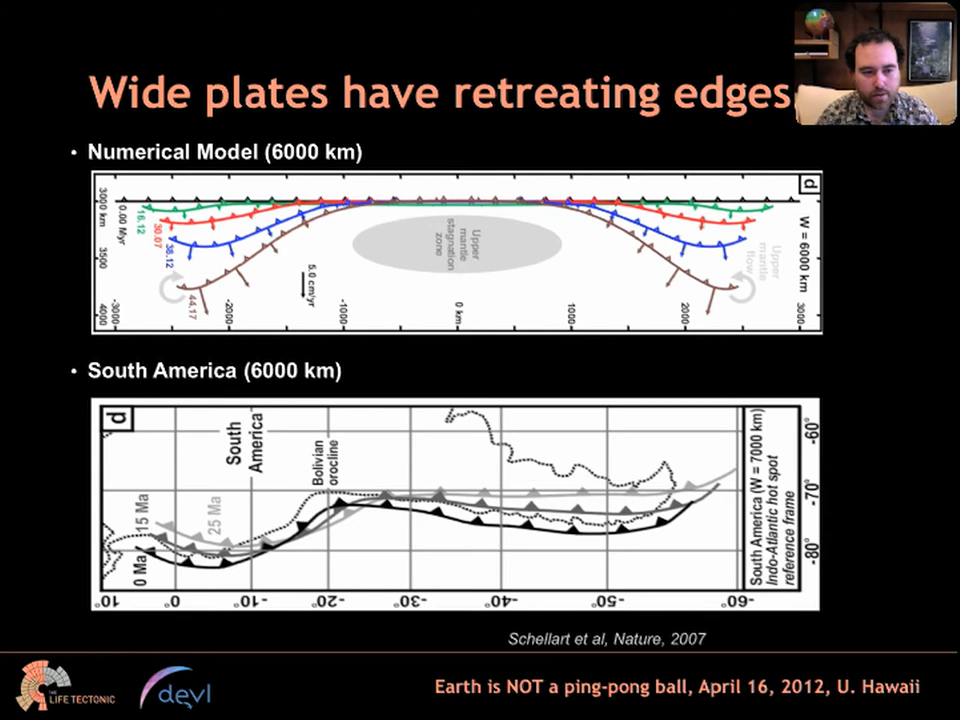 Wide plates have retreating edges
• Numerical Model (6000 km)
d
W = 6000 km
3000 km
3500
4000
0.00 Myr
16.12
30.07
38.12
44.17
5.0 cm/yr
Upper
mantle
stagnation
zone
Upper
mantle
flow
-3000
-2000
-1000
0 km
1000
2000
3000
• South America (6000 km)
d
South
America
Bolivian
orocline
0 Ma
15 Ma
25 Ma
South America (W = 7000 km)
Indo-Atlantic hot spot
reference frame
-60°
-70°
-80°
10°
0°
-10°
-20°
-30°
-40°
-50°
-60°
Schellart et al, Nature, 2007
THE
LIFE TECTONIC
devl
Earth is NOT a ping-pong ball, April 16, 2012, U. Hawaii